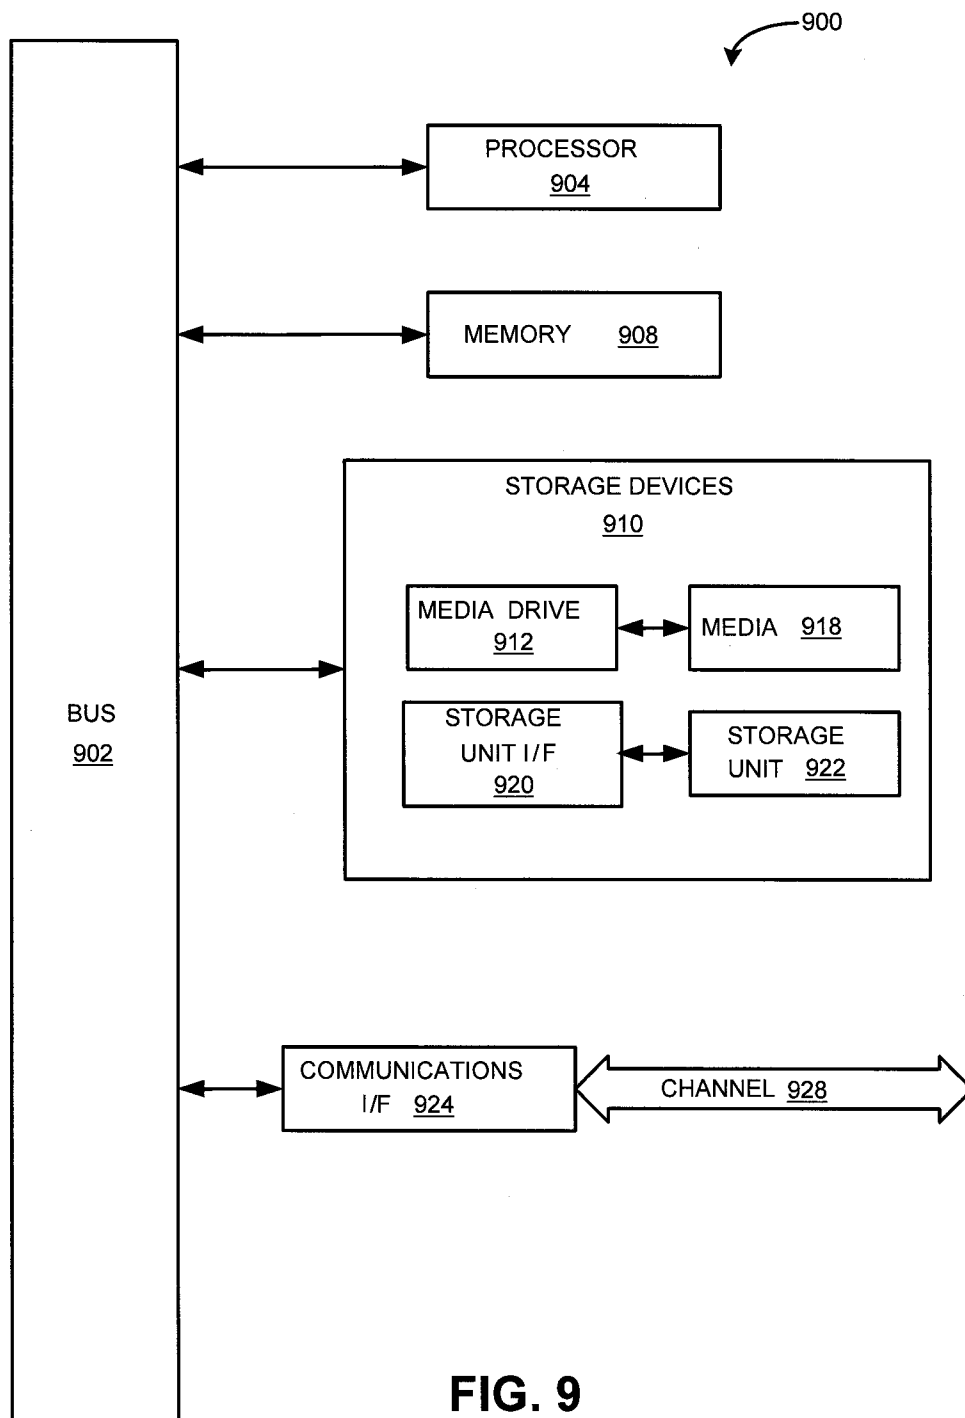 900
PROCESSOR
904
MEMORY 908
STORAGE DEVICES
910
MEDIA DRIVE
912
MEDIA 918
STORAGE
UNIT I/F
920
STORAGE
UNIT 922
BUS
902
COMMUNICATIONS
I/F 924
CHANNEL 928
FIG. 9